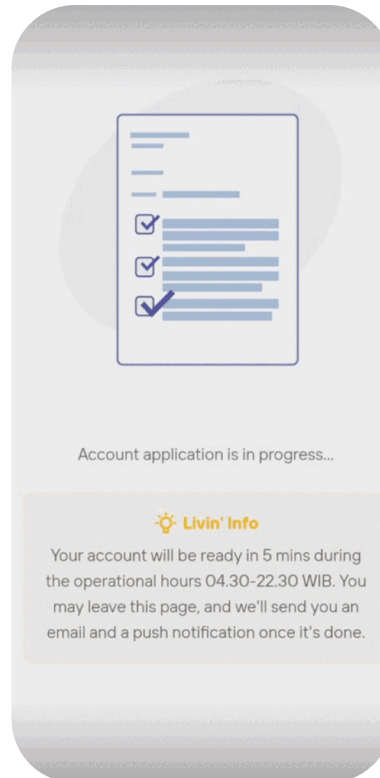 Account application is in progress...
Livin' Info
Your account will be ready in 5 mins during
the operational hours 04.30-22.30 WIB. You
may leave this page, and we'll send you an
email and a push notification once it's done.